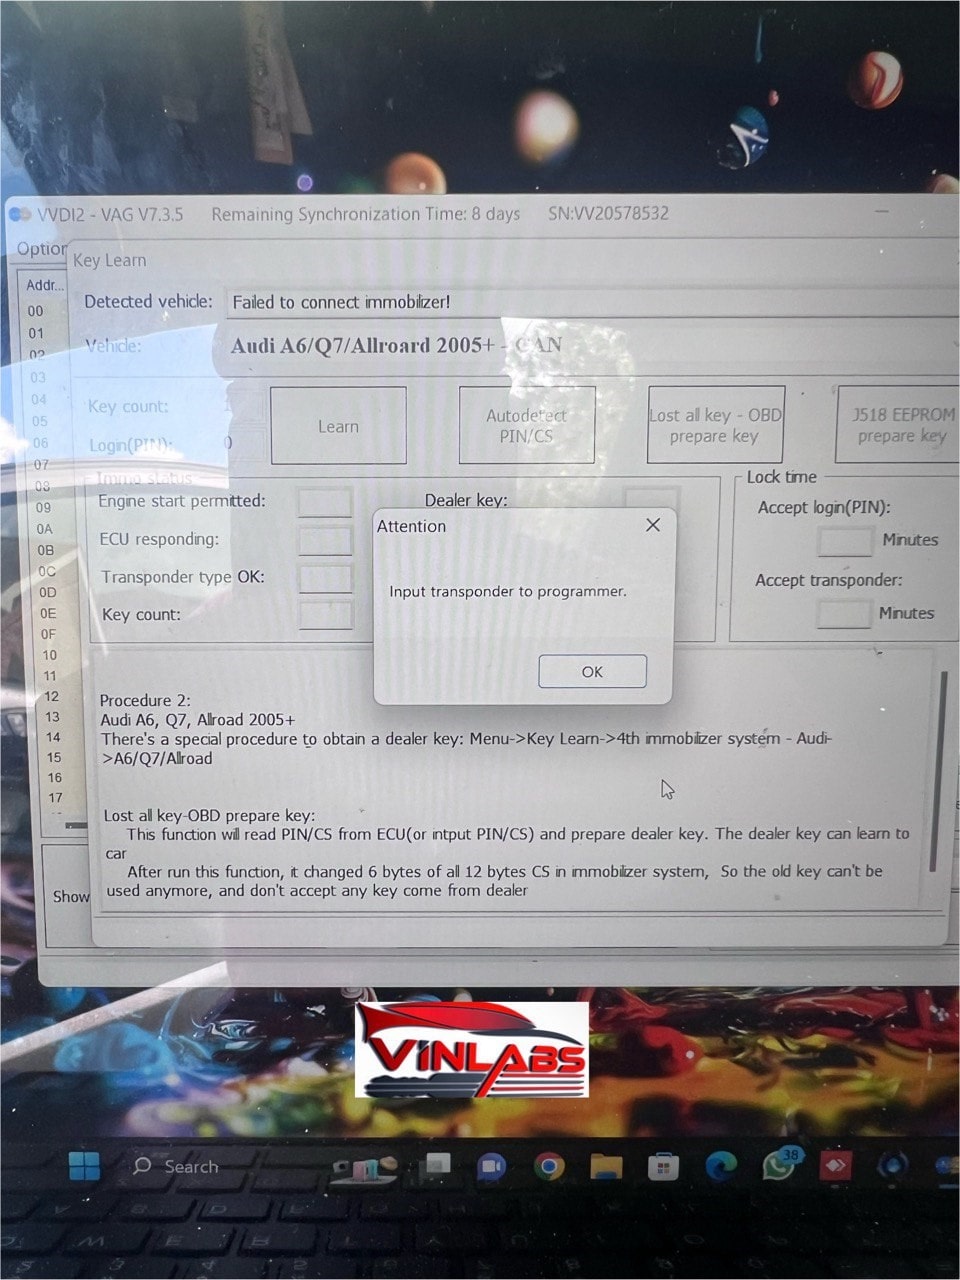 VVDI2 - VAG V7.3.5 Remaining Synchronization Time: 8 days SN:VV20578532
Option
Key Learn
Addr...
Detected vehicle: Failed to connect immobilizer!
Vehicle: Audi A6/Q7/Allroard 2005+ - CAN
00
01
02
03
04
05
06
07
08
09
0A
0B
0C
0D
0E
0F
10
11
12
13
14
15
16
17
Key count:
Login(PIN): 0
Learn
Autodetect
PIN/CS
Lost all key - OBD
prepare key
J518 EEPROM
prepare key
Immo status
Engine start permitted:
ECU responding:
Transponder type OK:
Key count:
Dealer key:
Lock time
Accept login(PIN):
Minutes
Accept transponder:
Minutes
Attention
Input transponder to programmer.
OK
Procedure 2:
Audi A6, Q7, Allroad 2005+
There's a special procedure to obtain a dealer key: Menu->Key Learn->4th immobilizer system - Audi-
>A6/Q7/Allroad
Lost all key-OBD prepare key:
This function will read PIN/CS from ECU(or intput PIN/CS) and prepare dealer key. The dealer key can learn to
car
After run this function, it changed 6 bytes of all 12 bytes CS in immobilizer system, So the old key can't be
used anymore, and don't accept any key come from dealer
Show
VINLABS
Search
38